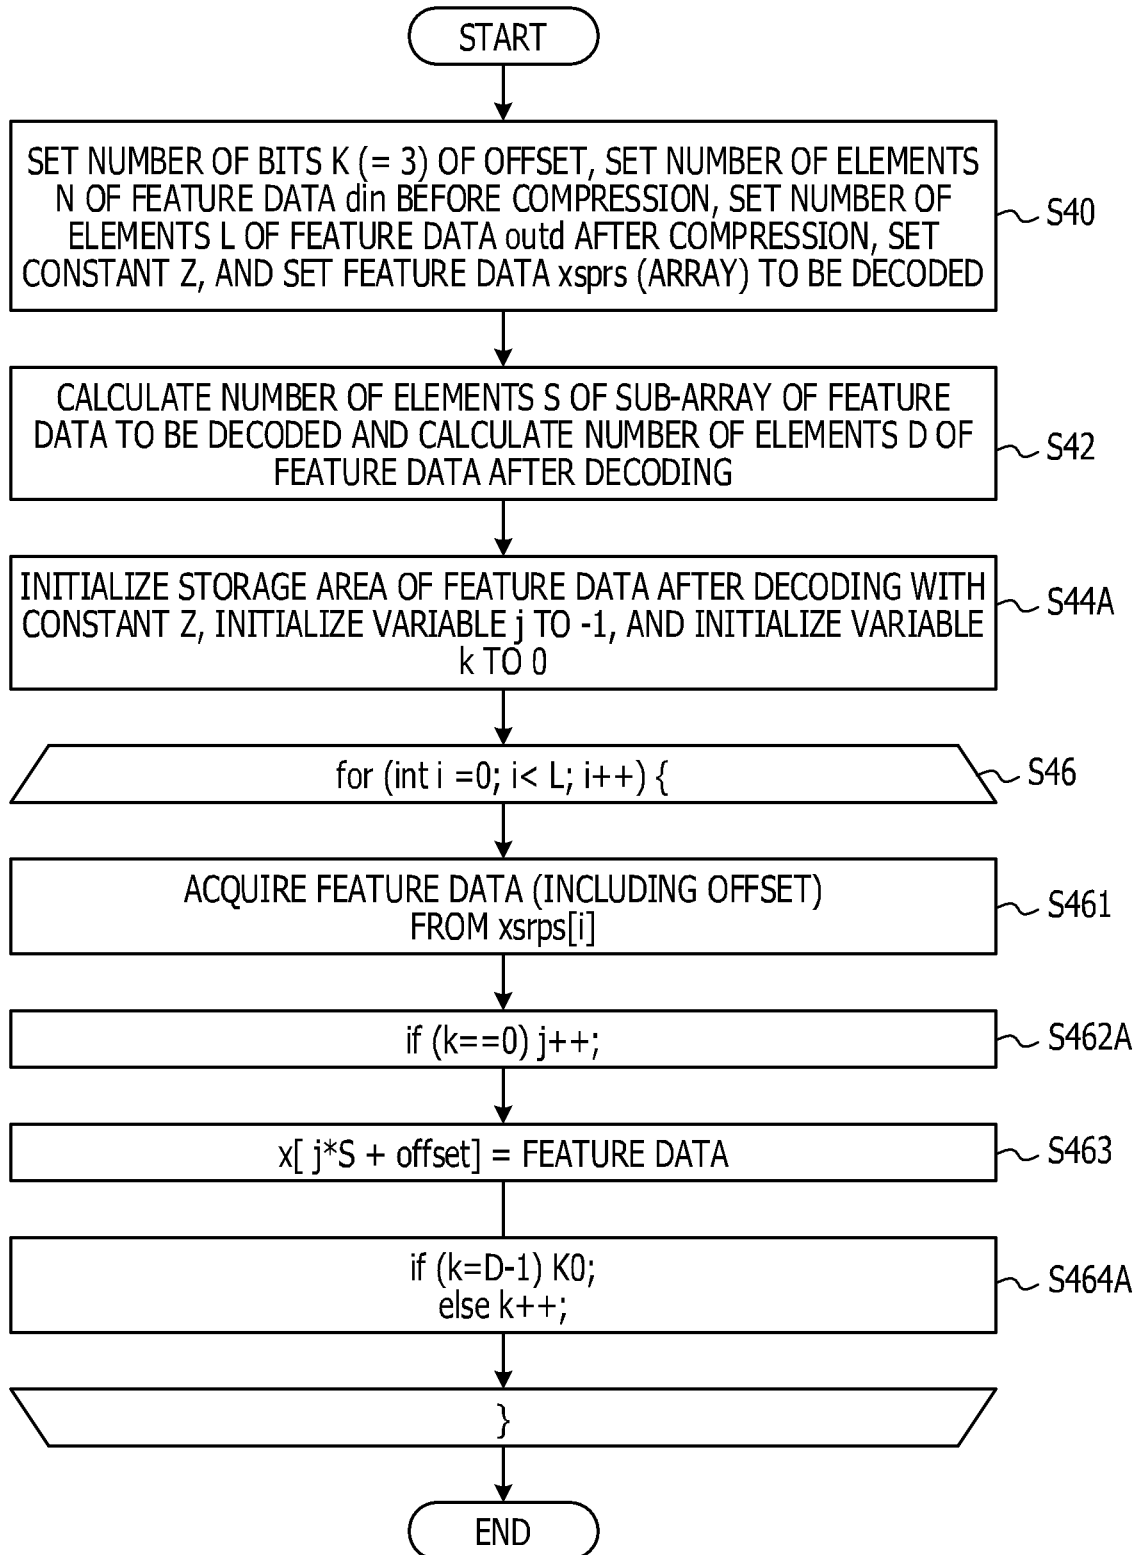 START
SET NUMBER OF BITS K (= 3) OF OFFSET, SET NUMBER OF ELEMENTS
N OF FEATURE DATA din BEFORE COMPRESSION, SET NUMBER OF
ELEMENTS L OF FEATURE DATA outd AFTER COMPRESSION, SET
CONSTANT Z, AND SET FEATURE DATA xsprs (ARRAY) TO BE DECODED
S40
CALCULATE NUMBER OF ELEMENTS S OF SUB-ARRAY OF FEATURE
DATA TO BE DECODED AND CALCULATE NUMBER OF ELEMENTS D OF
FEATURE DATA AFTER DECODING
S42
INITIALIZE STORAGE AREA OF FEATURE DATA AFTER DECODING WITH
CONSTANT Z, INITIALIZE VARIABLE j TO -1, AND INITIALIZE VARIABLE
k TO 0
S44A
for (int i =0; i< L; i++) {
S46
ACQUIRE FEATURE DATA (INCLUDING OFFSET)
FROM xsrps[i]
S461
if (k==0) j++;
S462A
x[ j*S + offset] = FEATURE DATA
S463
if (k=D-1) K0;
else k++;
S464A
}
END